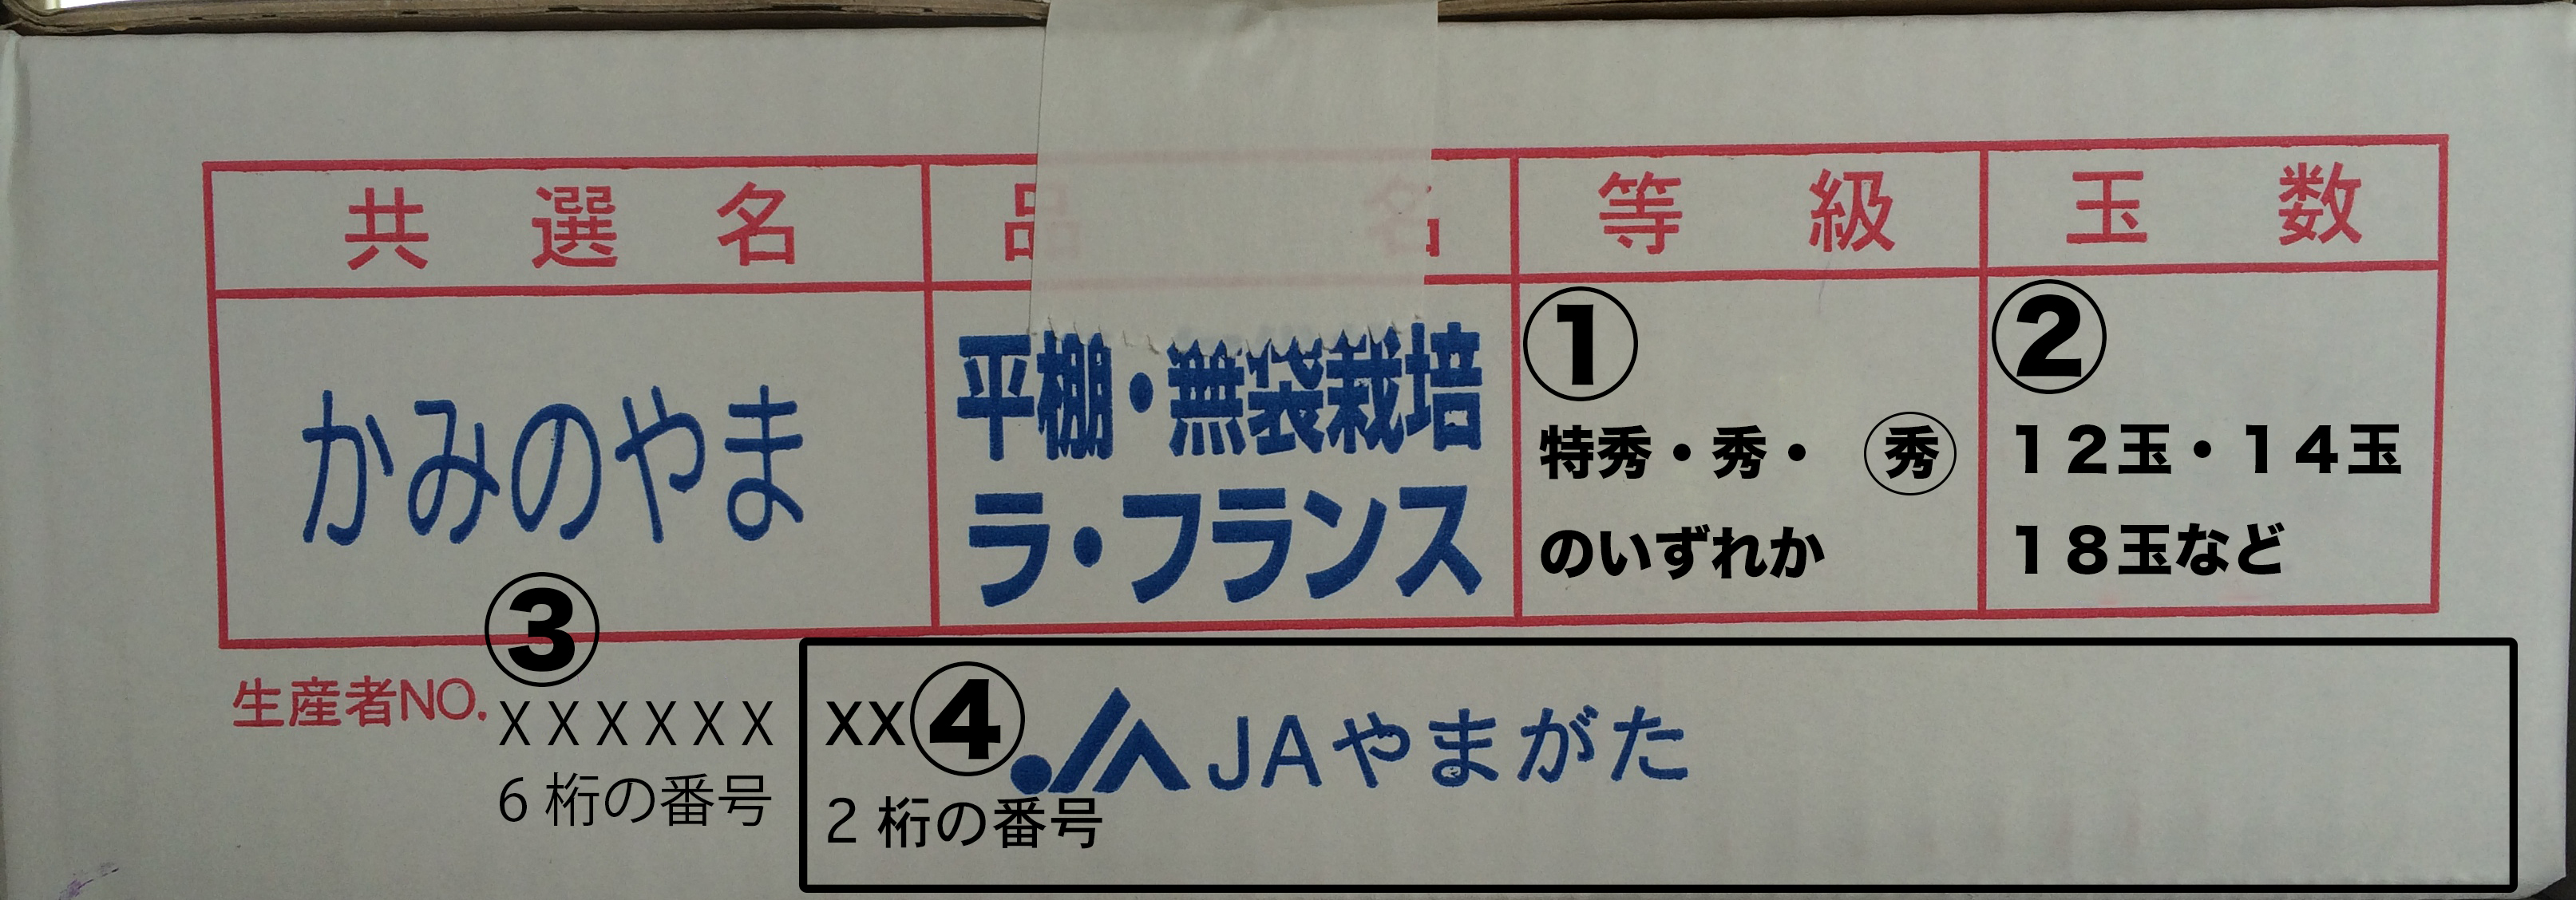 共選名 品名 等級 玉数
かみのやま
平棚・無袋栽培
ラ・フランス
①
特秀・秀・㊙秀
のいずれか
②
12玉・14玉
18玉など
③
生産者NO.XXXXXX
6桁の番号
XX④ JAやまがた
2桁の番号